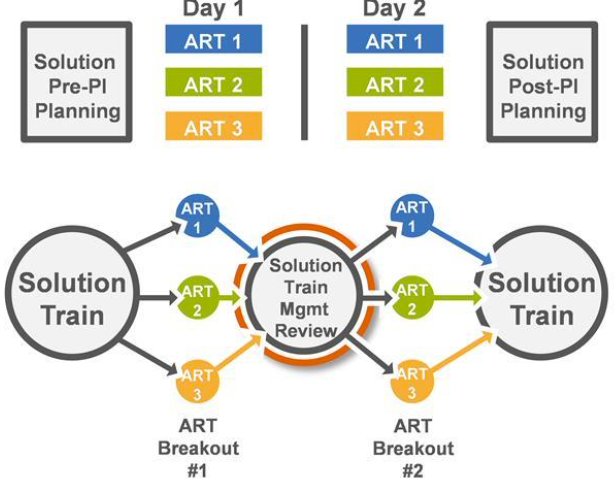 Day 1
Day 2
Solution
Pre-PI
Planning
ART 1
ART 2
ART 3
ART 1
ART 2
ART 3
Solution
Post-PI
Planning
Solution
Train
ART
1
ART
2
ART
3
Solution
Train
Mgmt
Review
ART
1
ART
2
ART
3
Solution
Train
ART
Breakout
#1
ART
Breakout
#2